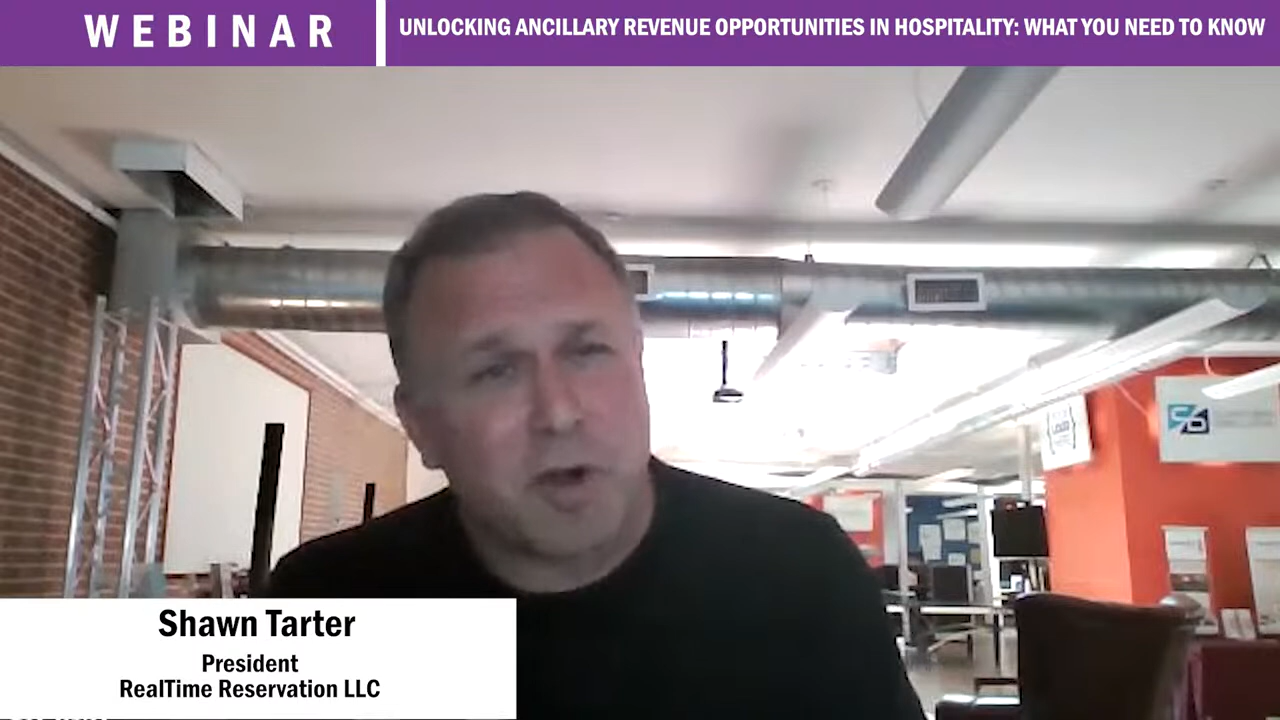 WEBINAR
UNLOCKING ANCILLARY REVENUE OPPORTUNITIES IN HOSPITALITY: WHAT YOU NEED TO KNOW
Shawn Tarter
President
RealTime Reservation LLC